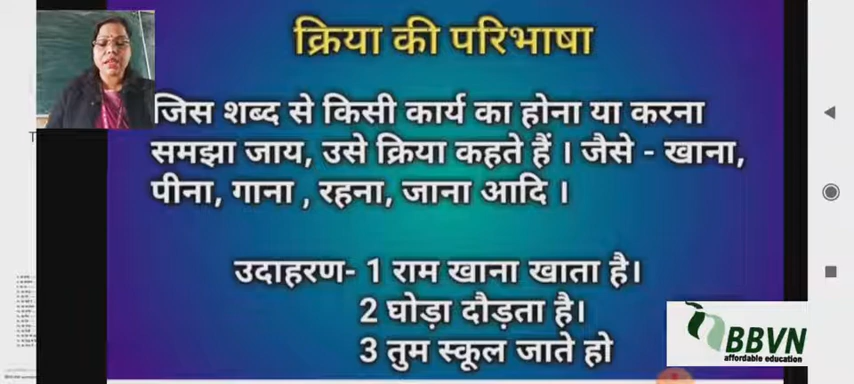 क्रिया की परिभाषा
जिस शब्द से किसी कार्य का होना या करना
समझा जाय, उसे क्रिया कहते हैं । जैसे - खाना,
पीना, गाना , रहना, जाना आदि ।
उदाहरण- 1 राम खाना खाता है।
2 घोड़ा दौड़ता है।
3 तुम स्कूल जाते हो
BBVN
affordable education